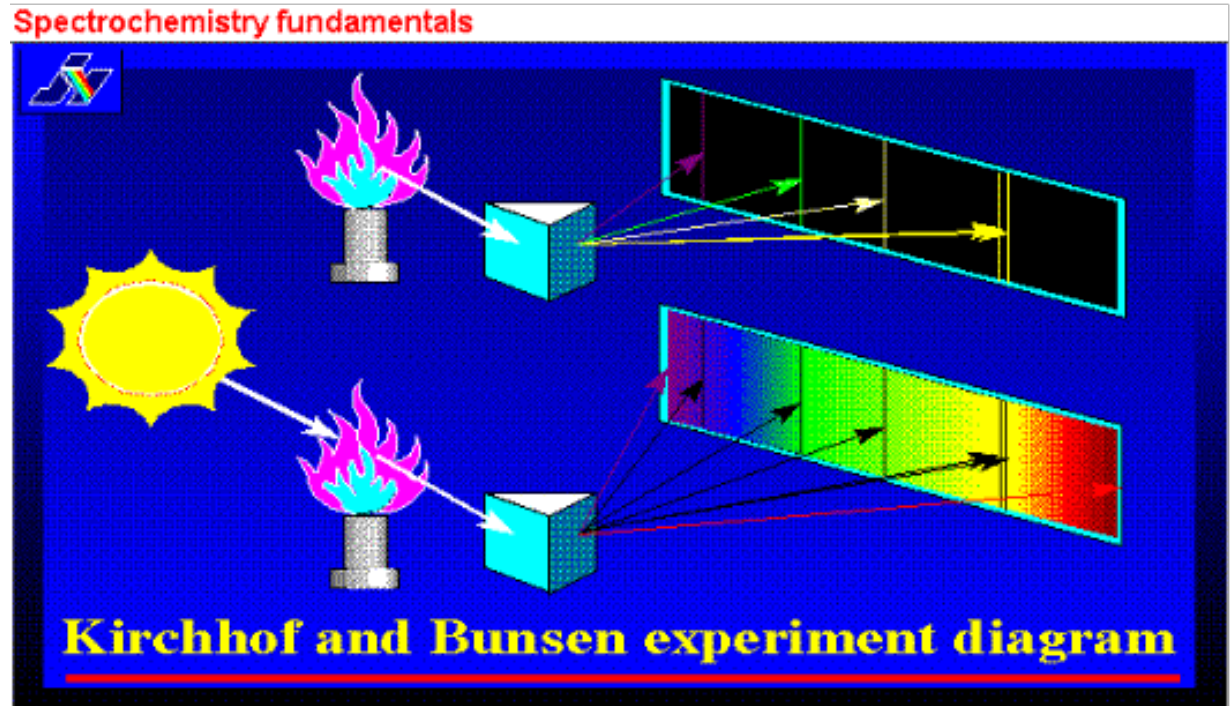 Spectrochemistry fundamentals
Kirchhof and Bunsen experiment diagram